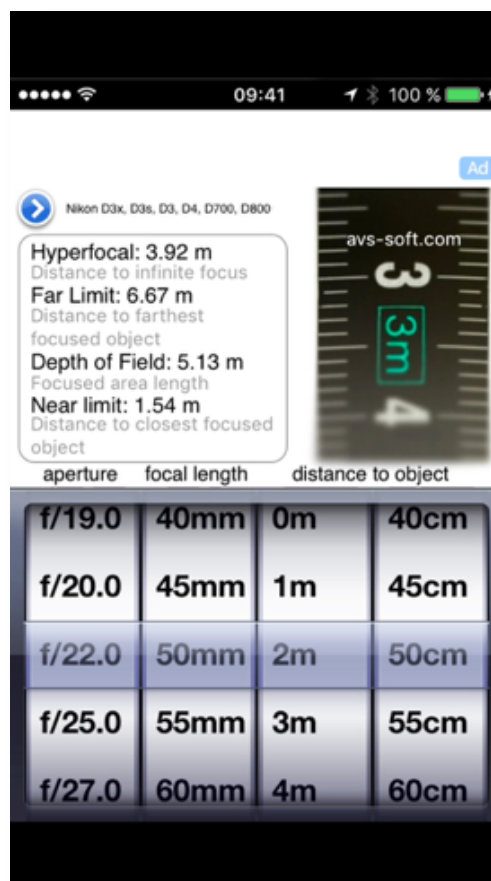 09:41
100 %
Ad
Nikon D3x, D3s, D3, D4, D700, D800
avs-soft.com
Hyperfocal: 3.92 m
Distance to infinite focus
Far Limit: 6.67 m
Distance to farthest
focused object
Depth of Field: 5.13 m
Focused area length
Near limit: 1.54 m
Distance to closest focused
object
3
3m
4
aperture focal length distance to object
f/19.0 40mm 0m 40cm
f/20.0 45mm 1m 45cm
f/22.0 50mm 2m 50cm
f/25.0 55mm 3m 55cm
f/27.0 60mm 4m 60cm